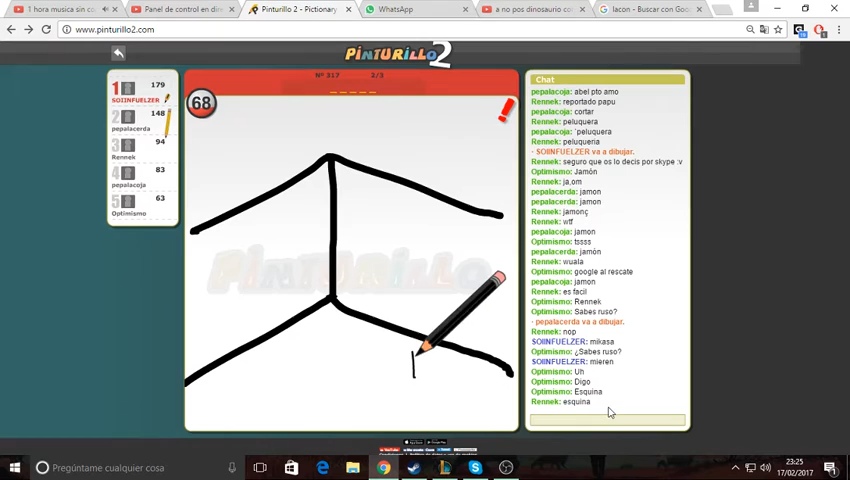 1 hora musica sin c
Panel de control en dire
Pinturillo 2 - Pictionary
WhatsApp
a no pos dinosaurio co
lacon - Buscar con Goo
www.pinturillo2.com
PINTURILLO 2
Nº 317 2/3
68
1 179
SOIINFUELZER
2 148
pepalacerda
3 94
Rennek
4 83
pepalacoja
5 63
Optimismo
PINTURILLO
Chat
pepalacoja: abel pto amo
Rennek: reportado papu
pepalacoja: cortar
Rennek: peluquera
pepalacoja: `peluquera
Rennek: peluqueria
· SOIINFUELZER va a dibujar.
Rennek: seguro que os lo decis por skype :v
Optimismo: Jamón
Rennek: ja,om
pepalacerda: jamon
pepalacerda: jamon
Rennek: jamonç
Rennek: wtf
pepalacoja: jamon
Optimismo: tssss
pepalacerda: jamón
Rennek: wuala
Optimismo: google al rescate
pepalacoja: jamon
Rennek: es facil
Optimismo: Rennek
Optimismo: Sabes ruso?
· pepalacerda va a dibujar.
Rennek: nop
SOIINFUELZER: mikasa
Optimismo: ¿Sabes ruso?
SOIINFUELZER: mieren
Optimismo: Uh
Optimismo: Digo
Optimismo: Esquina
Rennek: esquina
Pregúntame cualquier cosa
23:25
17/02/2017